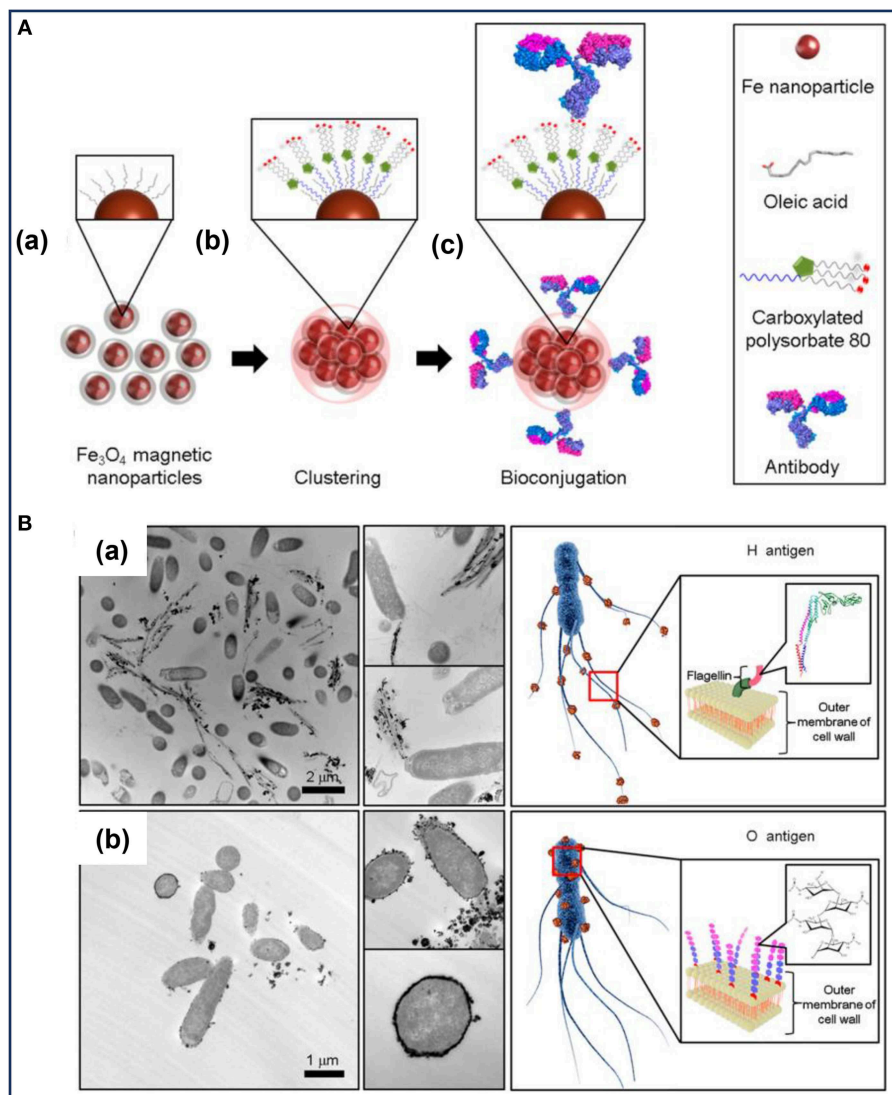 A
(a)
(b)
(c)
Fe₃O₄ magnetic
nanoparticles
Clustering
Bioconjugation
Fe nanoparticle
Oleic acid
Carboxylated
polysorbate 80
Antibody
B
(a)
2 μm
H antigen
Flagellin
Outer
membrane of
cell wall
(b)
1 μm
O antigen
Outer
membrane of
cell wall